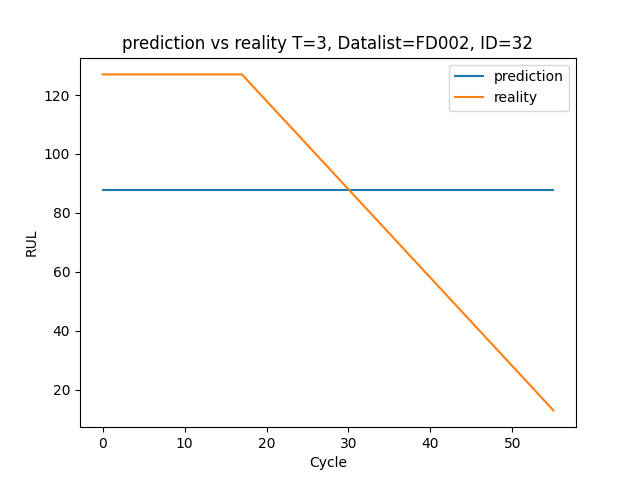 prediction vs reality T=3, Datalist=FD002, ID=32
prediction
reality
RUL
120
100
80
60
40
20
0 10 20 30 40 50
Cycle